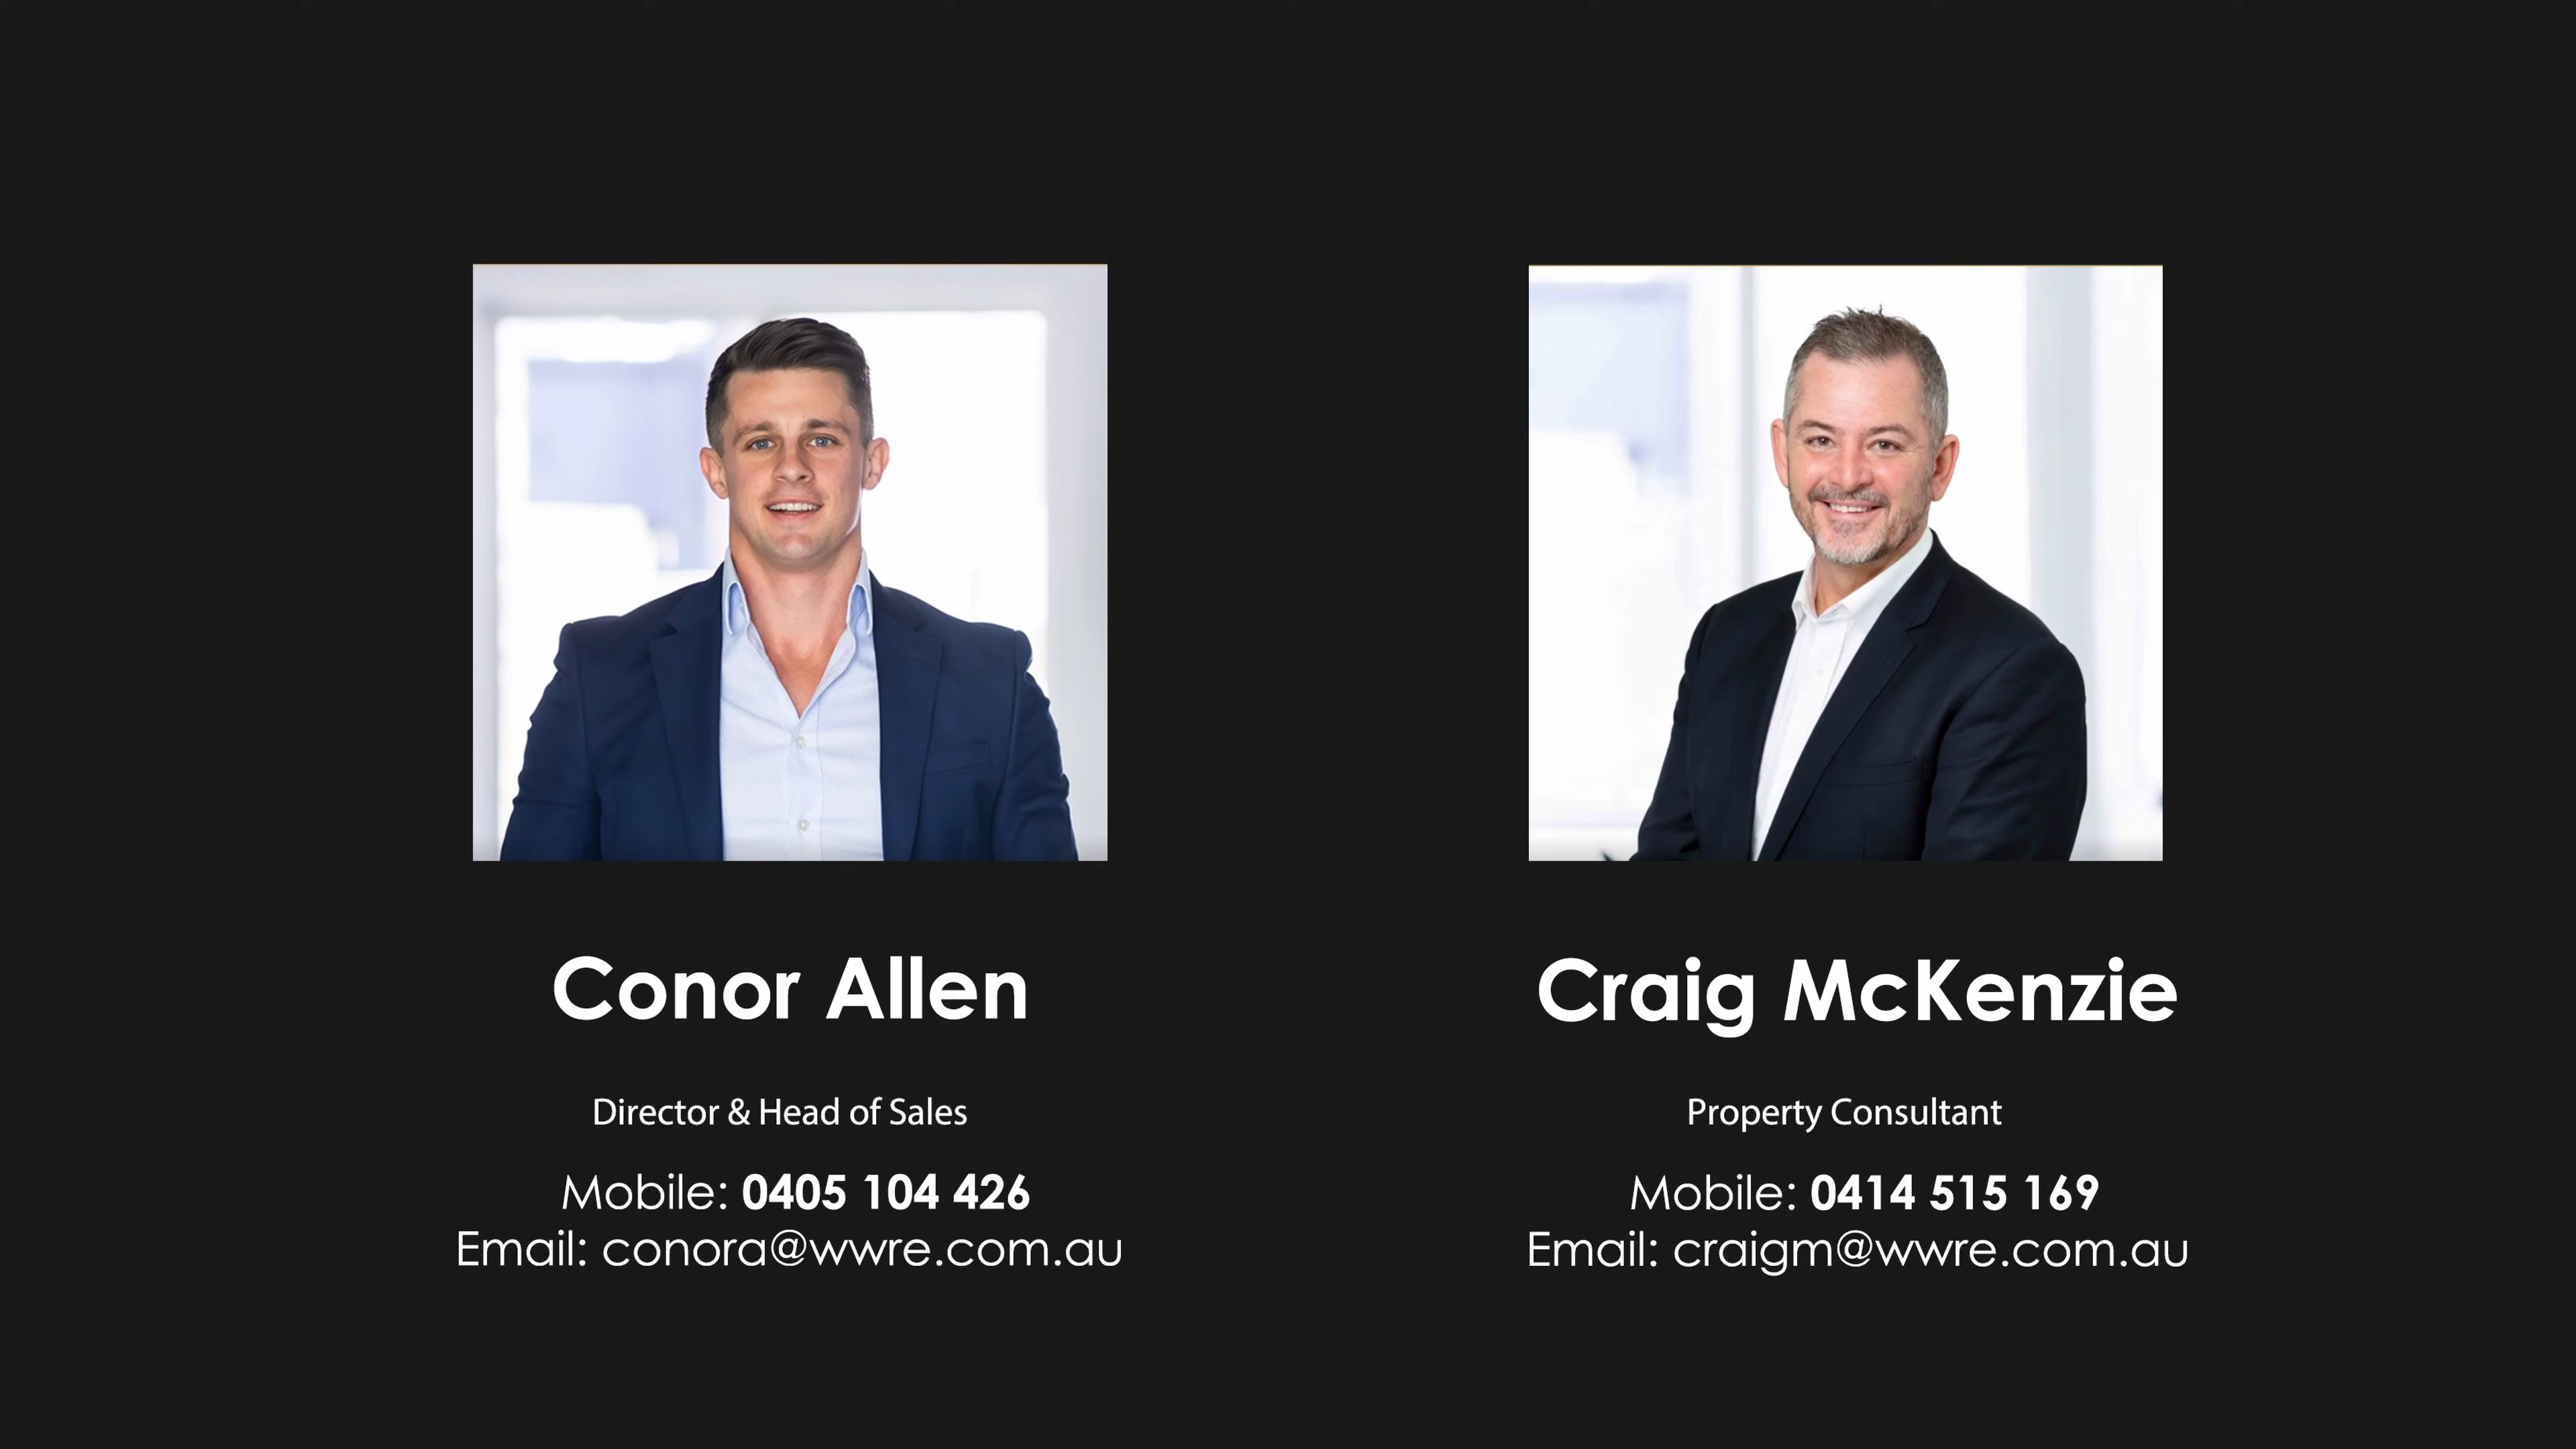 Conor Allen
Director & Head of Sales
Mobile: 0405 104 426
Email: conora@wwre.com.au
Craig McKenzie
Property Consultant
Mobile: 0414 515 169
Email: craigm@wwre.com.au